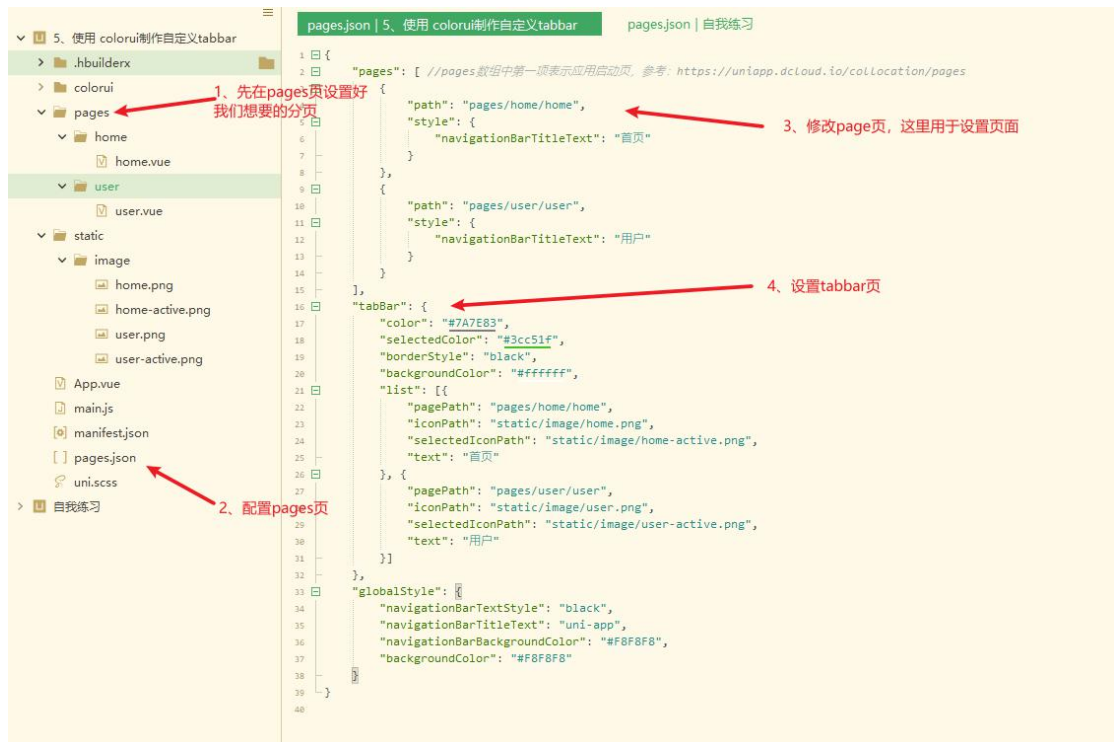 5、使用 colorui制作自定义tabbar
.hbuilderx
colorui
pages
home
home.vue
user
user.vue
static
image
home.png
home-active.png
user.png
user-active.png
App.vue
main.js
manifest.json
pages.json
uni.scss
自我练习
1、先在pages页设置好
我们想要的分页
2、配置pages页
pages.json | 5、使用 colorui制作自定义tabbar
pages.json | 自我练习
1 {
2 "pages": [ //pages数组中第一项表示应用启动页，参考：https://uniapp.dcloud.io/collocation/pages
{
"path": "pages/home/home",
5 "style": {
6 "navigationBarTitleText": "首页"
7 }
8 },
9 {
10 "path": "pages/user/user",
11 "style": {
12 "navigationBarTitleText": "用户"
13 }
14 }
15 ],
16 "tabBar": {
17 "color": "#7A7E83",
18 "selectedColor": "#3cc51f",
19 "borderStyle": "black",
20 "backgroundColor": "#ffffff",
21 "list": [{
22 "pagePath": "pages/home/home",
23 "iconPath": "static/image/home.png",
24 "selectedIconPath": "static/image/home-active.png",
25 "text": "首页"
26 }, {
27 "pagePath": "pages/user/user",
"iconPath": "static/image/user.png",
29 "selectedIconPath": "static/image/user-active.png",
30 "text": "用户"
31 }]
32 },
33 "globalStyle": {
34 "navigationBarTextStyle": "black",
35 "navigationBarTitleText": "uni-app",
36 "navigationBarBackgroundColor": "#F8F8F8",
37 "backgroundColor": "#F8F8F8"
38 }
39 }
40
3、修改page页，这里用于设置页面
4、设置tabbar页